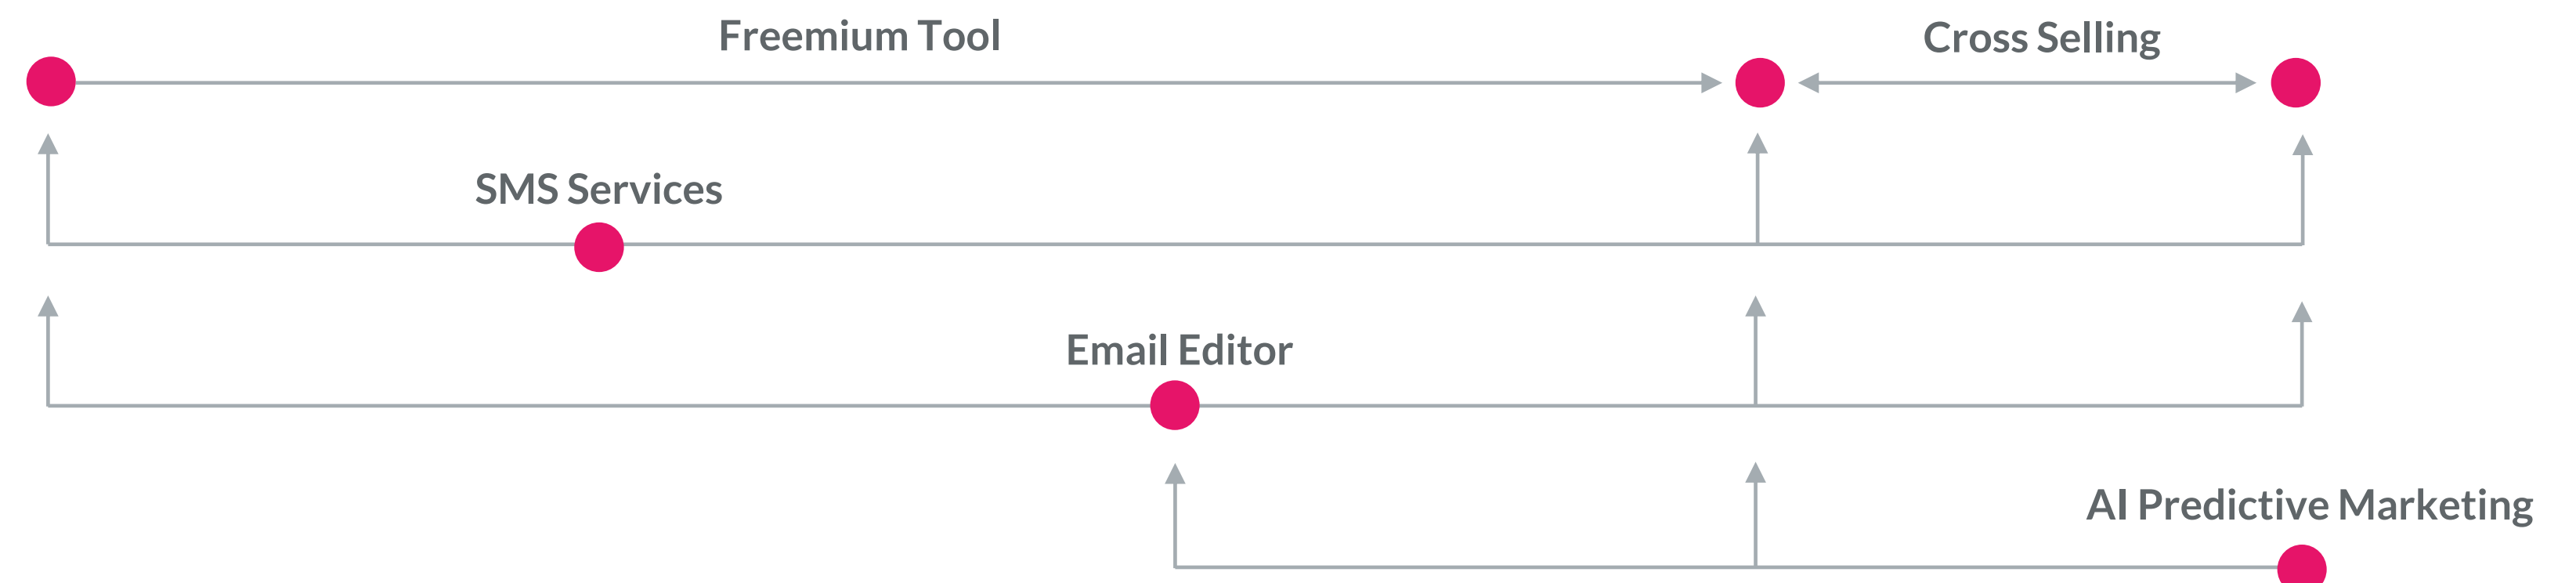 Freemium Tool
Cross Selling
SMS Services
Email Editor
AI Predictive Marketing